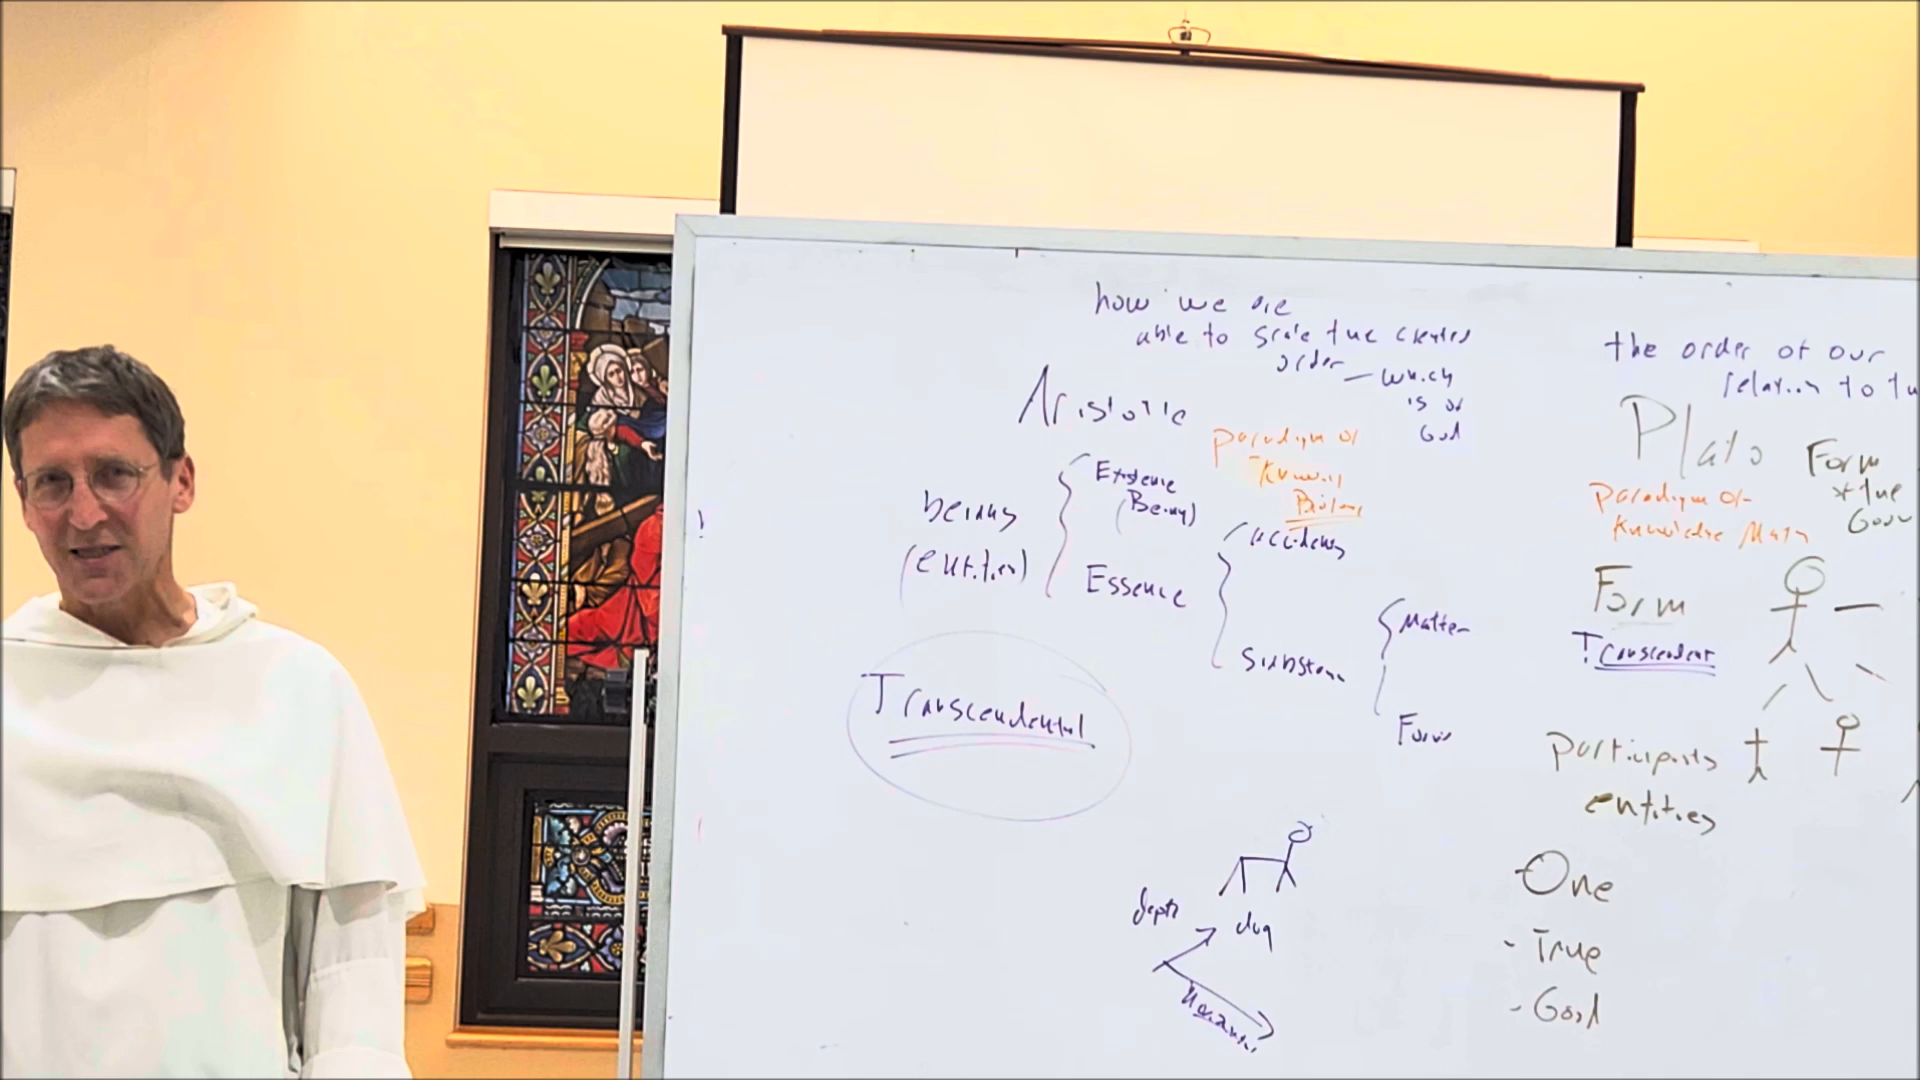 how we are
able to scale the created
order — which
is of
God
Aristotle
paradigm of
Biology
beings
(entities)
Existence
(Being)
Essence
accidents
Substance
Matter
Form
Transcendental
depth
dog
the order of our
relation to
Plato
Form
of the
Good
Paradigm of
Knowledge Math
Form
Transcendent
participants
entities
One
- True
- Good